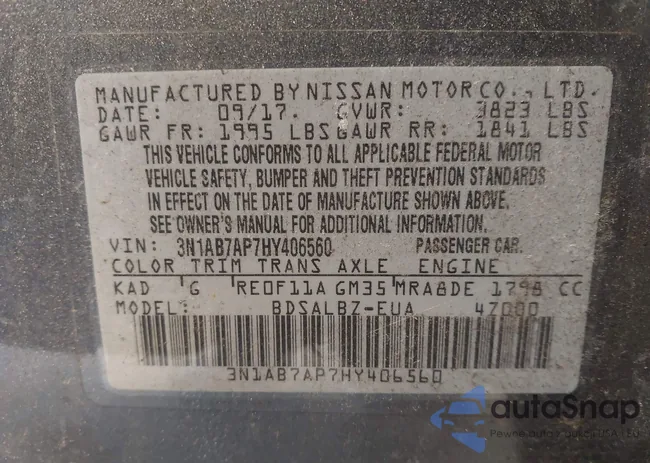 MANUFACTURED BY NISSAN MOTOR CO., LTD.
DATE: 09/17. GVWR: 3823 LBS
GAWR FR: 1995 LBS GAWR RR: 1841 LBS
THIS VEHICLE CONFORMS TO ALL APPLICABLE FEDERAL MOTOR
VEHICLE SAFETY, BUMPER AND THEFT PREVENTION STANDARDS
IN EFFECT ON THE DATE OF MANUFACTURE SHOWN ABOVE.
SEE OWNER'S MANUAL FOR ADDITIONAL INFORMATION.
VIN: 3N1AB7AP7HY406560 PASSENGER CAR.
COLOR TRIM TRANS AXLE ENGINE
KAD G RE0F11A GM35 MRA8DE 1798 CC
MODEL: BDSALBZ-EUA 4Z000
3N1AB7AP7HY406560
autaSnap